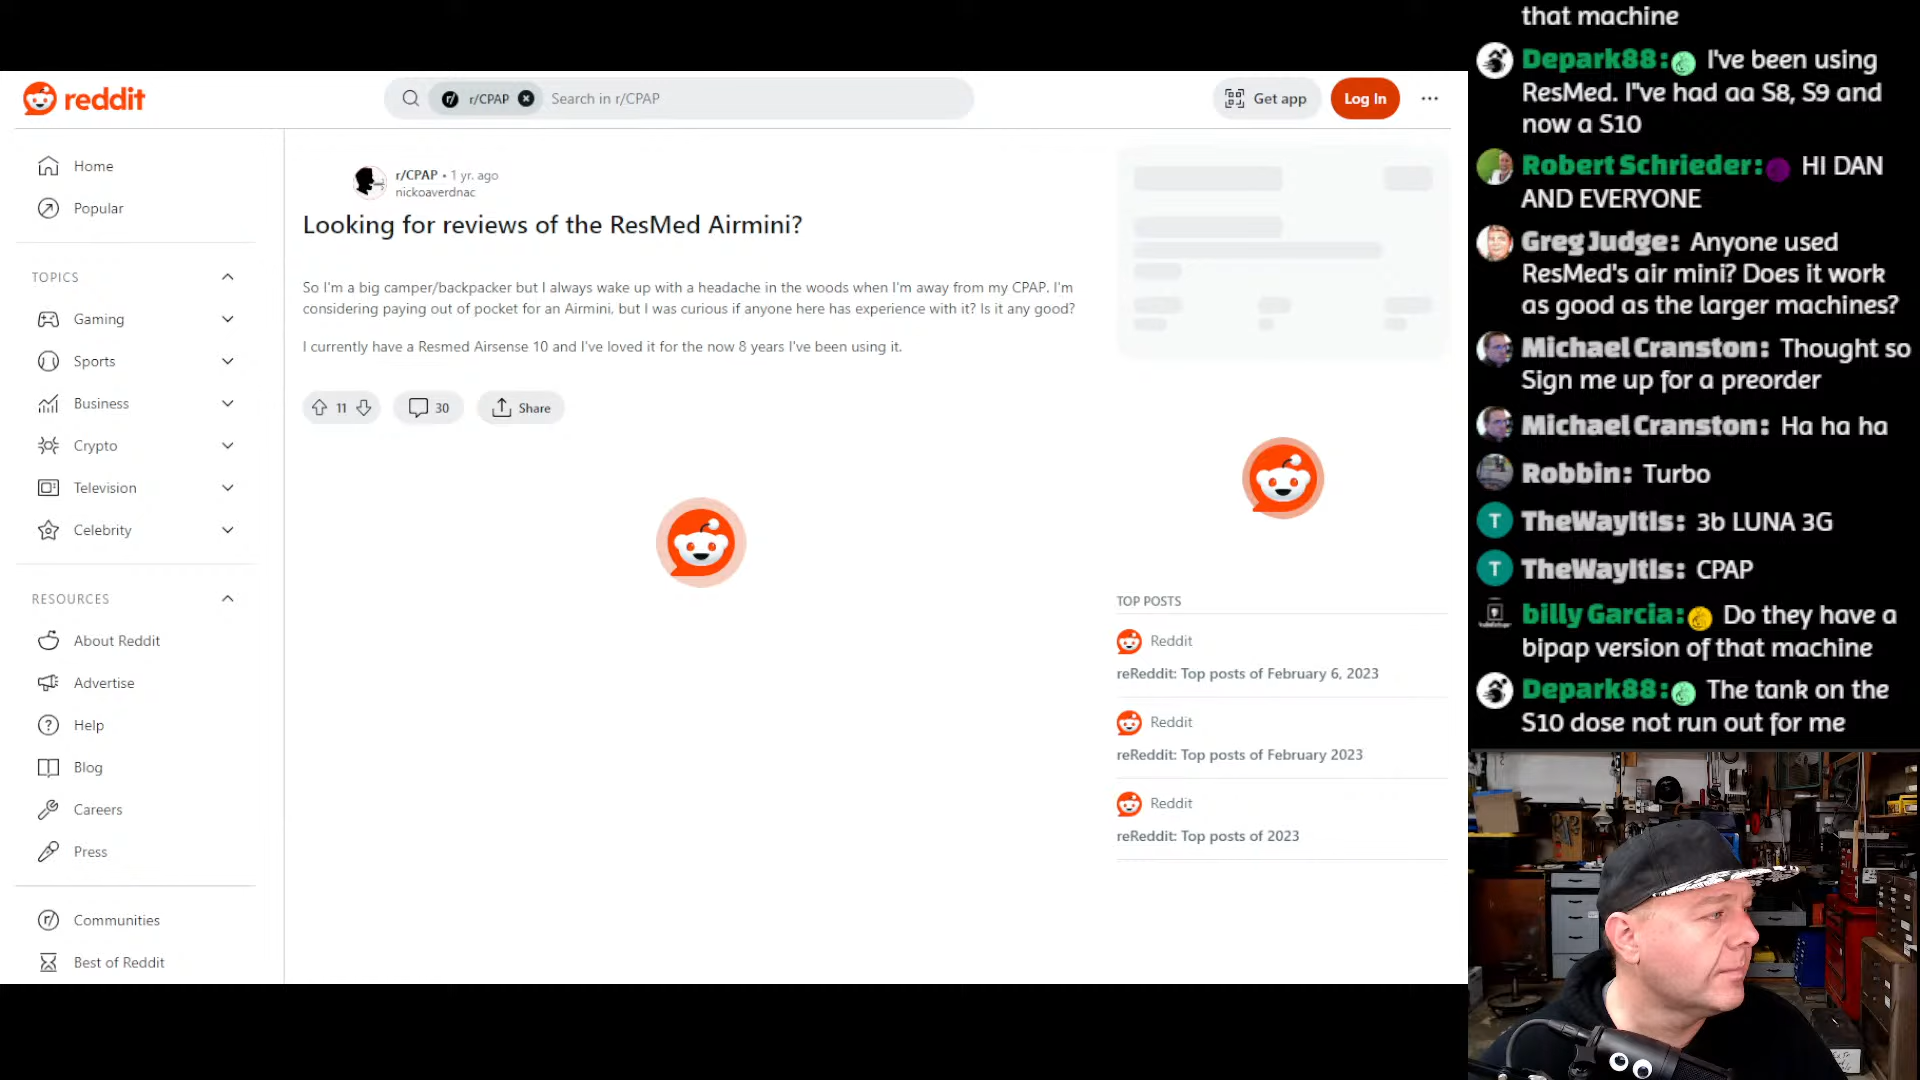 reddit
r/CPAP
Search in r/CPAP
Get app
Log In
Home
Popular
TOPICS
Gaming
Sports
Business
Crypto
Television
Celebrity
RESOURCES
About Reddit
Advertise
Help
Blog
Careers
Press
Communities
Best of Reddit
r/CPAP • 1 yr. ago
nickoaverdnac
Looking for reviews of the ResMed Airmini?
So I'm a big camper/backpacker but I always wake up with a headache in the woods when I'm away from my CPAP. I'm
considering paying out of pocket for an Airmini, but I was curious if anyone here has experience with it? Is it any good?
I currently have a Resmed Airsense 10 and I've loved it for the now 8 years I've been using it.
11
30
Share
TOP POSTS
Reddit
reReddit: Top posts of February 6, 2023
Reddit
reReddit: Top posts of February 2023
Reddit
reReddit: Top posts of 2023
that machine
Depark88: I've been using
ResMed. I"ve had aa S8, S9 and
now a S10
Robert Schrieder: HI DAN
AND EVERYONE
Greg Judge: Anyone used
ResMed's air mini? Does it work
as good as the larger machines?
Michael Cranston: Thought so
Sign me up for a preorder
Michael Cranston: Ha ha ha
Robbin: Turbo
T TheWayItIs: 3b LUNA 3G
T TheWayItIs: CPAP
billy Garcia: Do they have a
bipap version of that machine
Depark88: The tank on the
S10 dose not run out for me